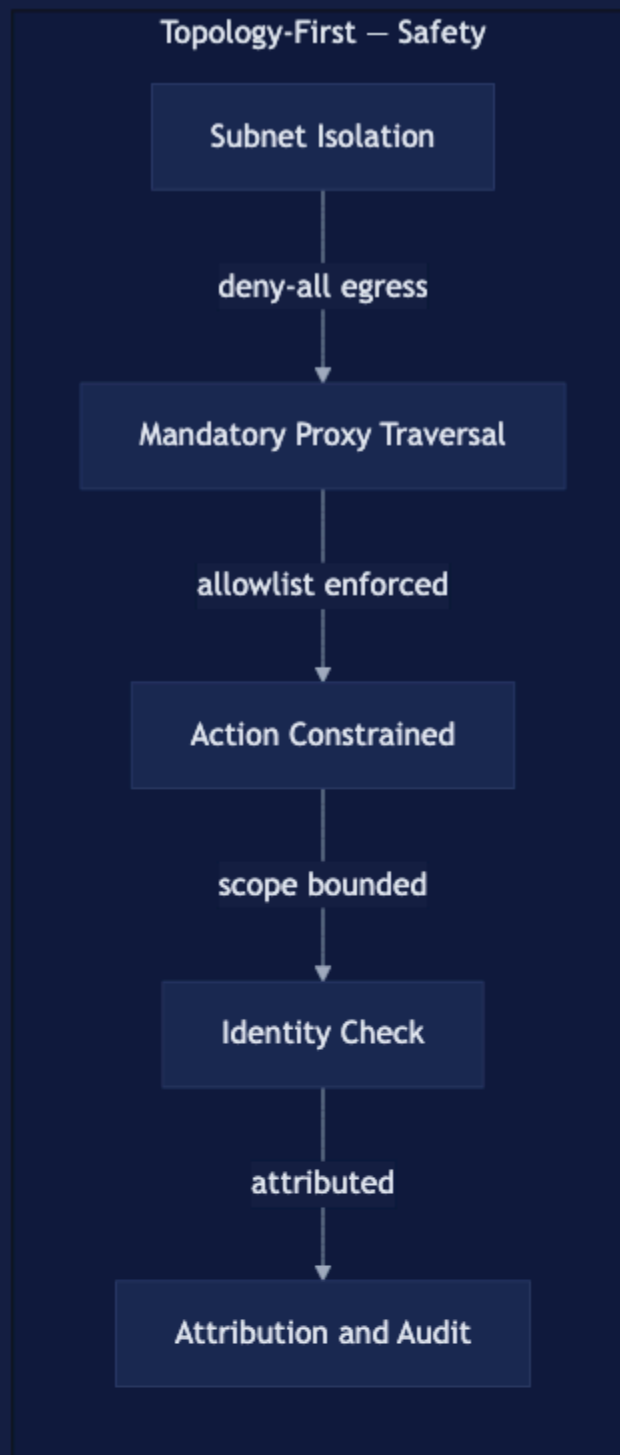 Topology-First — Safety
Subnet Isolation
deny-all egress
Mandatory Proxy Traversal
allowlist enforced
Action Constrained
scope bounded
Identity Check
attributed
Attribution and Audit